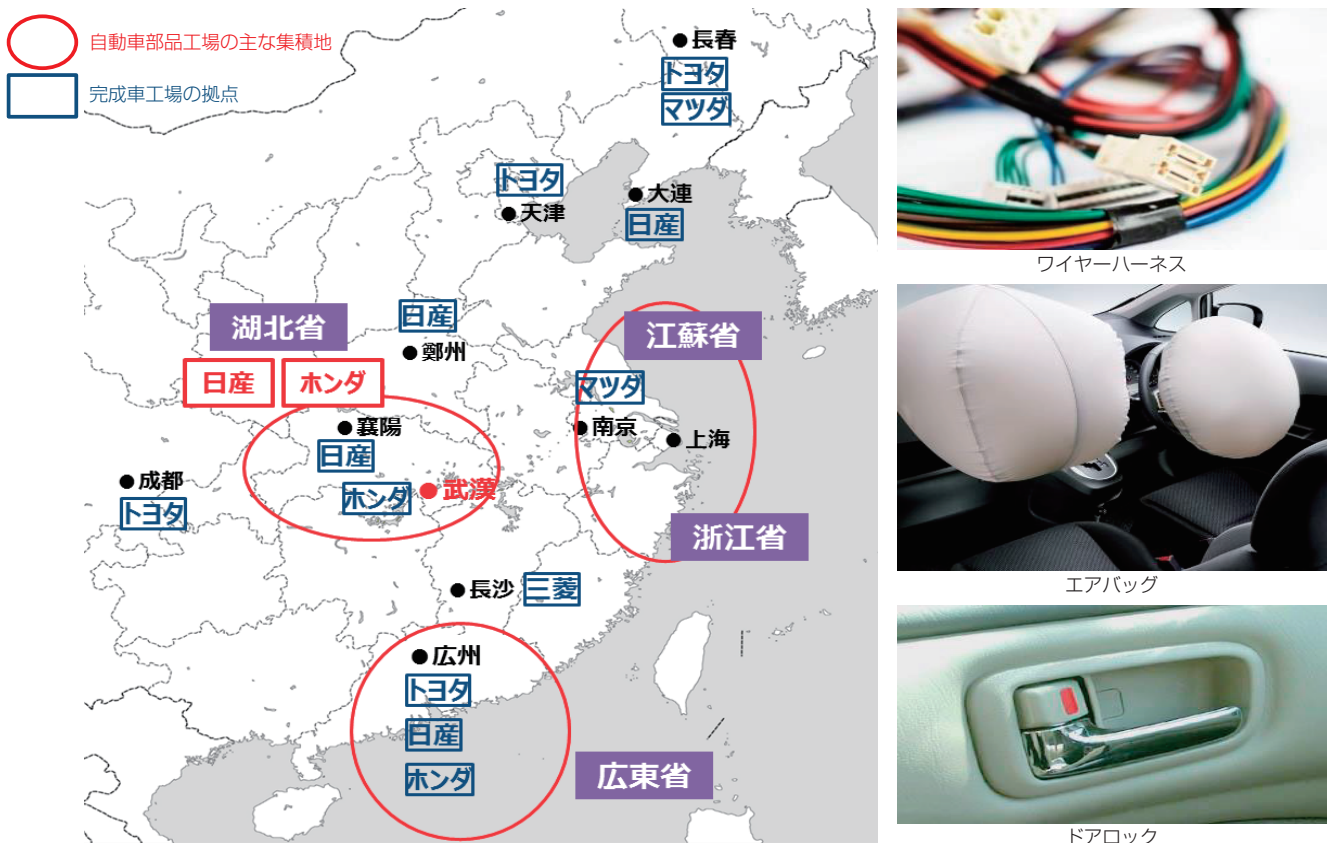 自動車部品工場の主な集積地
完成車工場の拠点
長春
トヨタ
マツダ
トヨタ
天津
大連
日産
湖北省
日産
ホンダ
日産
鄭州
江蘇省
マツダ
南京
上海
襄陽
日産
ホンダ
武漢
成都
トヨタ
浙江省
長沙
三菱
広州
トヨタ
日産
ホンダ
広東省
ワイヤーハーネス
エアバッグ
ドアロック